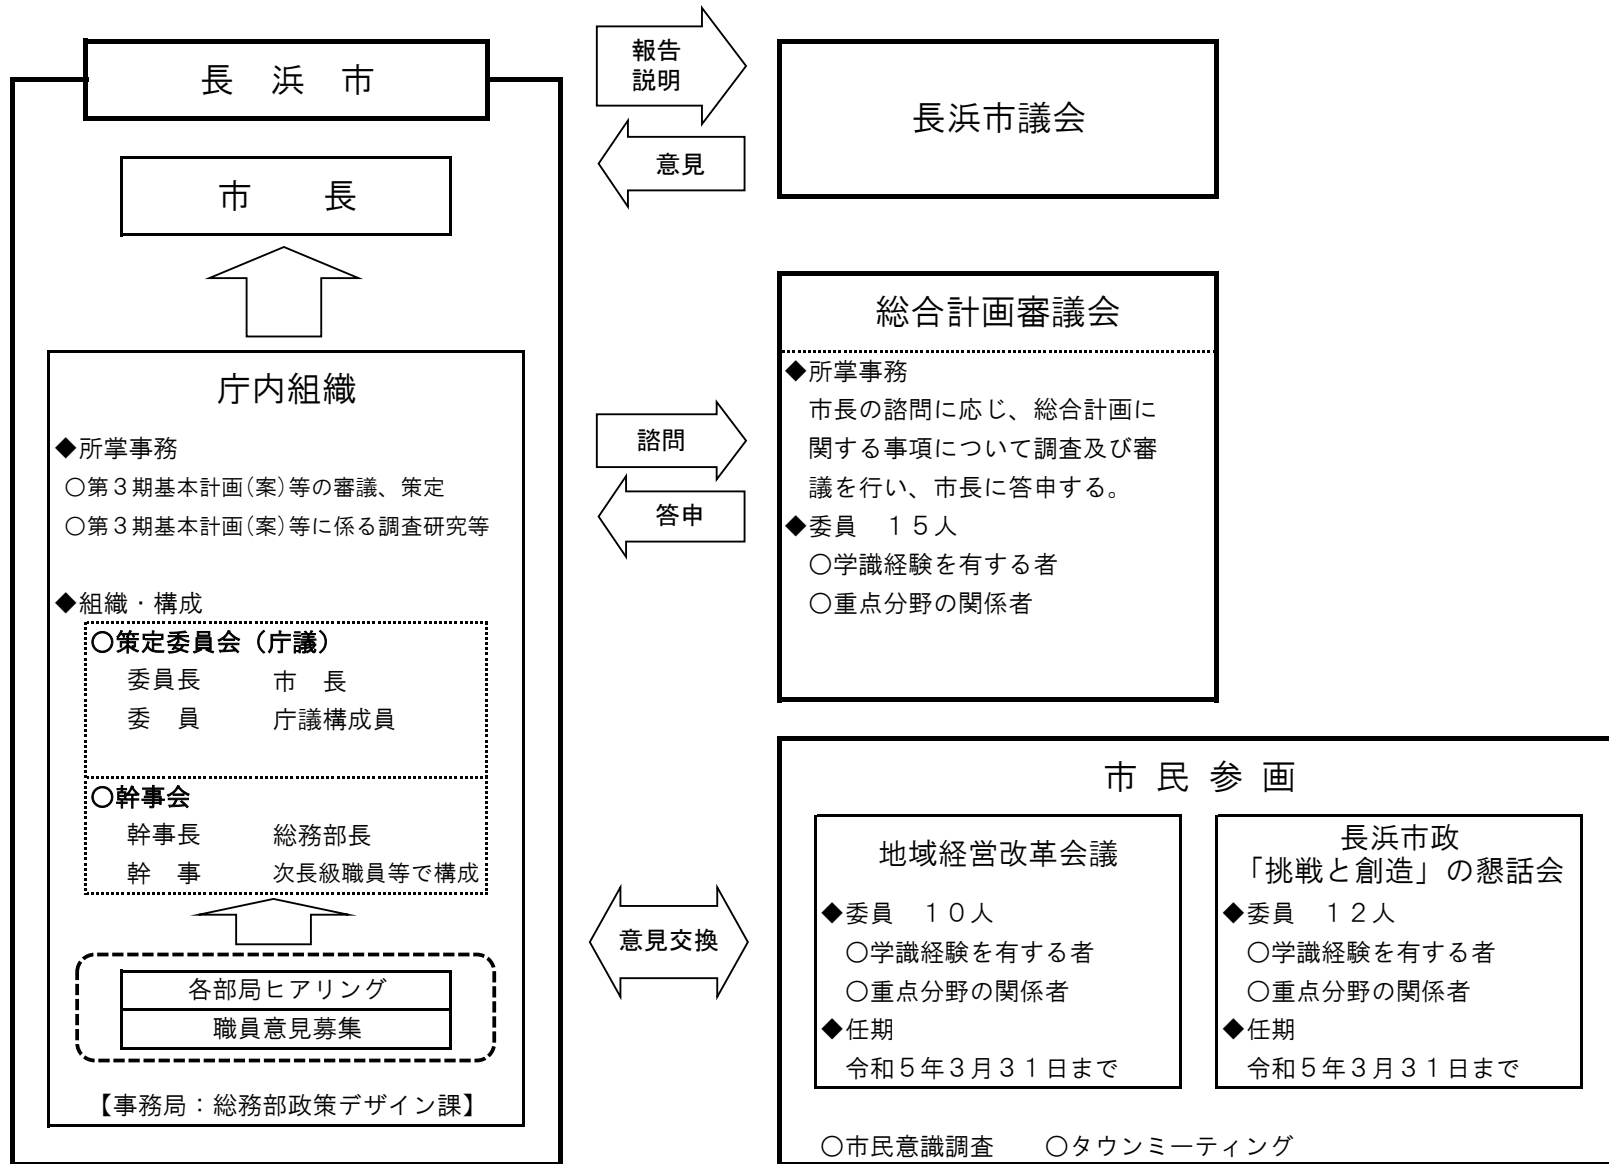 長　浜　市
市　　長
庁内組織
◆所掌事務
○第３期基本計画(案)等の審議、策定
○第３期基本計画(案)等に係る調査研究等
◆組織・構成
○策定委員会（庁議）
委員長　　　市　長
委　員　　　庁議構成員
○幹事会
幹事長　　　総務部長
幹　事　　　次長級職員等で構成
各部局ヒアリング
職員意見募集
【事務局：総務部政策デザイン課】
報告
説明
意見
長浜市議会
諮問
答申
総合計画審議会
◆所掌事務
市長の諮問に応じ、総合計画に
関する事項について調査及び審
議を行い、市長に答申する。
◆委員　１５人
○学識経験を有する者
○重点分野の関係者
意見交換
市 民 参 画
地域経営改革会議
◆委員　１０人
○学識経験を有する者
○重点分野の関係者
◆任期
令和５年３月３１日まで
長浜市政
「挑戦と創造」の懇話会
◆委員　１２人
○学識経験を有する者
○重点分野の関係者
◆任期
令和５年３月３１日まで
○市民意識調査　　○タウンミーティング